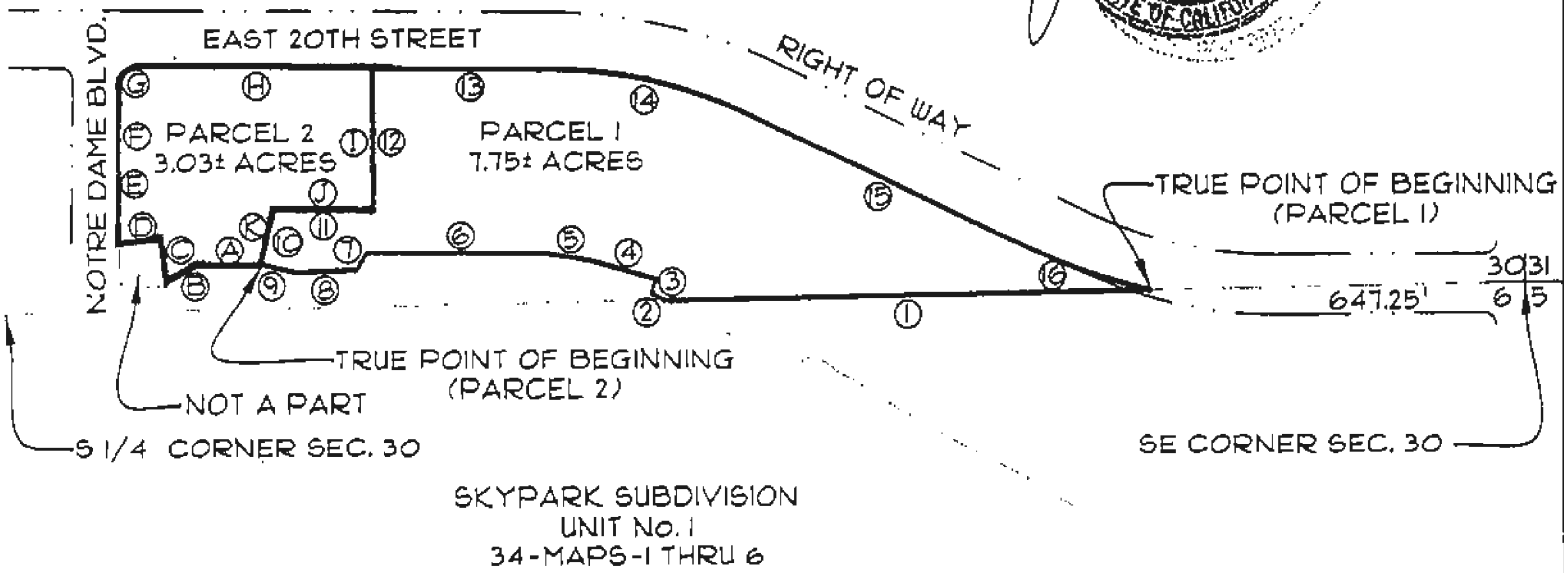 STATE OF CALIFOR
EAST 20TH STREET
NOTRE DAME BLVD.
RIGHT OF WAY
G
H
13
14
F
PARCEL 2
3.03± ACRES
I
12
PARCEL 1
7.75± ACRES
E
J
15
TRUE POINT OF BEGINNING
(PARCEL 1)
D
K
11
C
A
10
7
6
5
4
3
16
30 31
6 5
B
9
8
2
1
647.25'
TRUE POINT OF BEGINNING
(PARCEL 2)
NOT A PART
S 1/4 CORNER SEC. 30
SE CORNER SEC. 30
SKYPARK SUBDIVISION
UNIT No. 1
34-MAPS-1 THRU 6